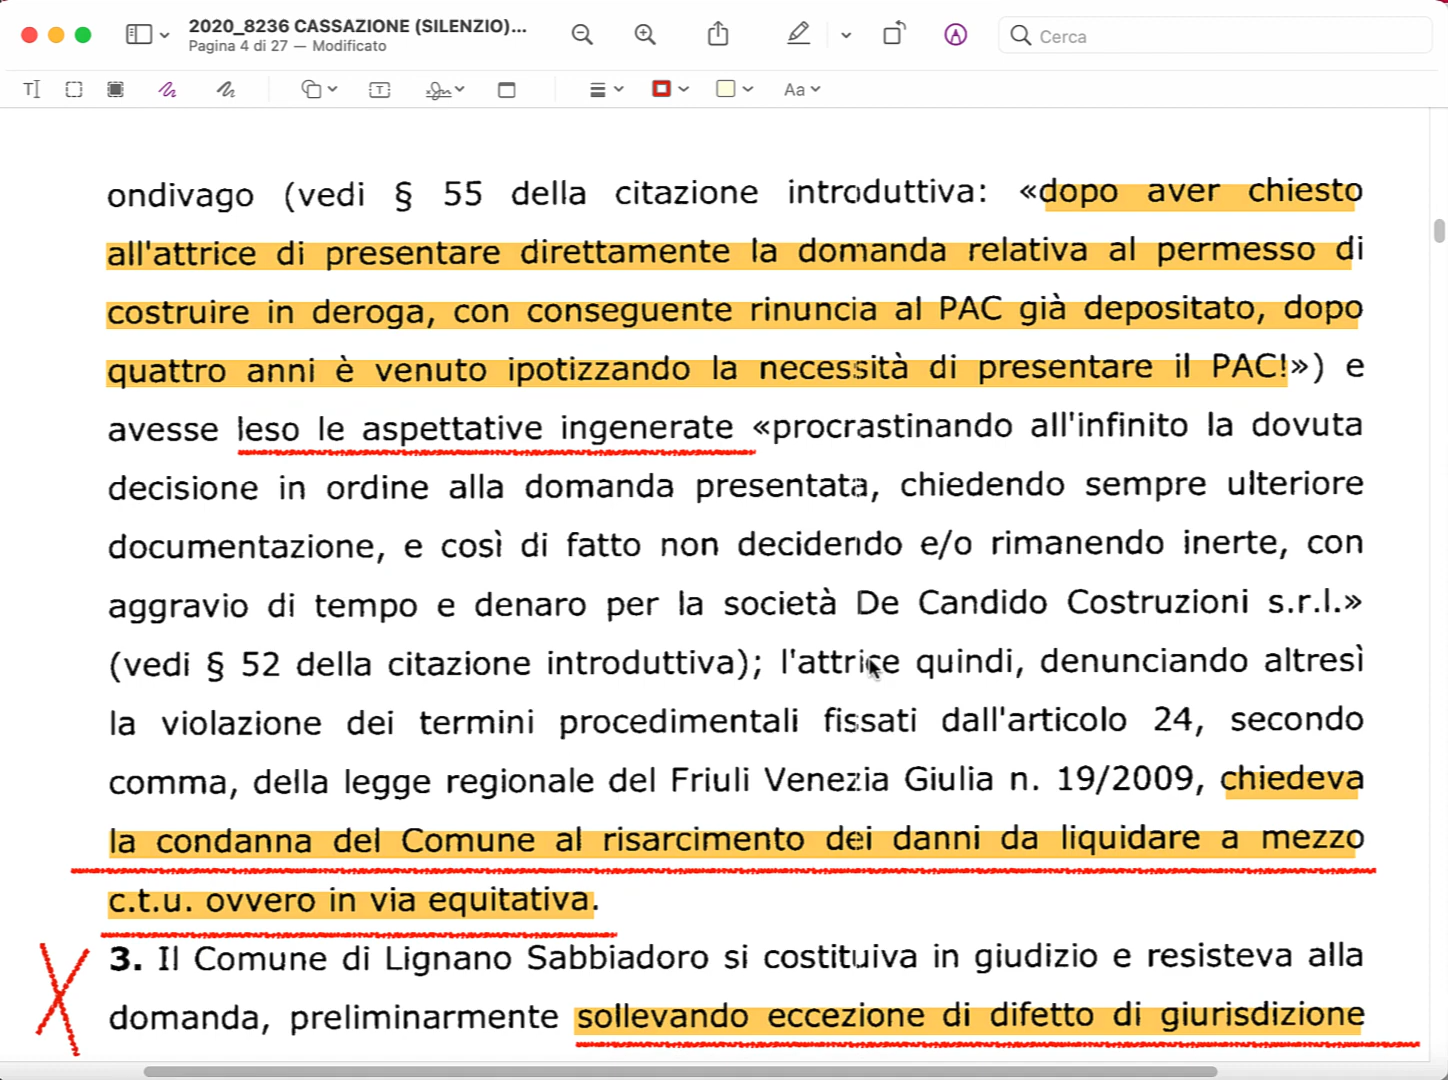 2020_8236 CASSAZIONE (SILENZIO)...
Pagina 4 di 27 — Modificato
Cerca
Aa
ondivago (vedi § 55 della citazione introduttiva: «dopo aver chiesto
all'attrice di presentare direttamente la domanda relativa al permesso di
costruire in deroga, con conseguente rinuncia al PAC già depositato, dopo
quattro anni è venuto ipotizzando la necessità di presentare il PAC!») e
avesse leso le aspettative ingenerate «procrastinando all'infinito la dovuta
decisione in ordine alla domanda presentata, chiedendo sempre ulteriore
documentazione, e così di fatto non decidendo e/o rimanendo inerte, con
aggravio di tempo e denaro per la società De Candido Costruzioni s.r.l.»
(vedi § 52 della citazione introduttiva); l'attrice quindi, denunciando altresì
la violazione dei termini procedimentali fissati dall'articolo 24, secondo
comma, della legge regionale del Friuli Venezia Giulia n. 19/2009, chiedeva
la condanna del Comune al risarcimento dei danni da liquidare a mezzo
c.t.u. ovvero in via equitativa.
3. Il Comune di Lignano Sabbiadoro si costituiva in giudizio e resisteva alla
domanda, preliminarmente sollevando eccezione di difetto di giurisdizione